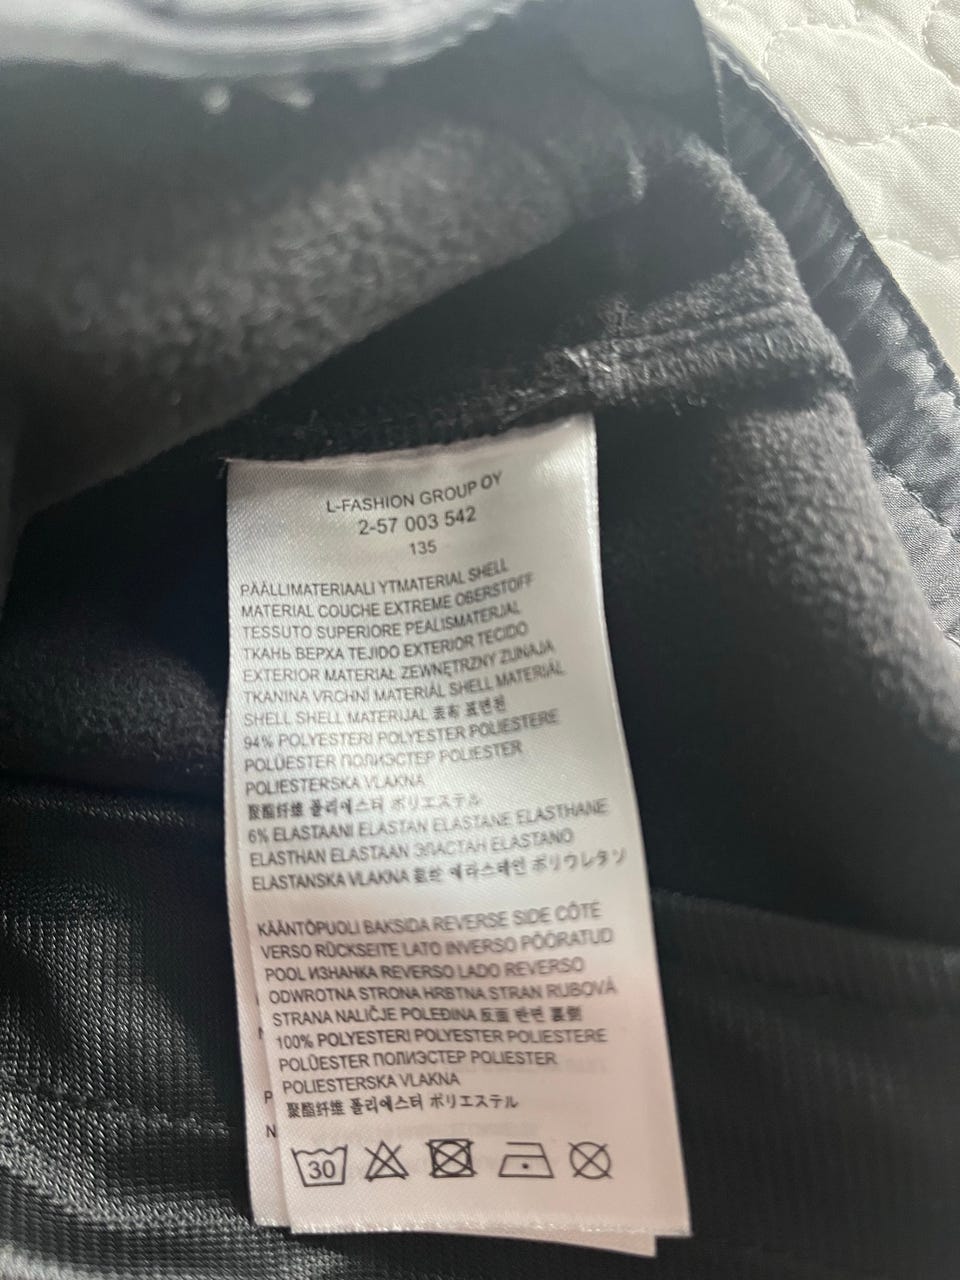 L-FASHION GROUP OY
2-57 003 542
135
PÄÄLLIMATERIAALI YTMATERIAL SHELL
MATERIAL COUCHE EXTREME OBERSTOFF
TESSUTO SUPERIORE PEALISMATERJAL
ТКАНЬ ВЕРХА TEJIDO EXTERIOR TECIDO
EXTERIOR MATERIAŁ ZEWNĘTRZNY ZUNAJA
TKANINA VRCHNÍ MATERIÁL SHELL MATERIAL
SHELL SHELL MATERIJAL 表布 표면천
94% POLYESTERI POLYESTER POLIESTERE
POLÜESTER ПОЛИЭСТЕР POLIESTER
POLIESTERSKA VLAKNA
聚酯纤维 폴리에스터 ポリエステル
6% ELASTAANI ELASTAN ELASTANE ELASTHANE
ELASTHAN ELASTAAN ЭЛАСТАН ELASTANO
ELASTANSKA VLAKNA 氨纶 에라스테인 ポリウレタン
KÄÄNTÖPUOLI BAKSIDA REVERSE SIDE CÔTÉ
VERSO RÜCKSEITE LATO INVERSO PÖÖRATUD
POOL ИЗНАНКА REVERSO LADO REVERSO
ODWROTNA STRONA HRBTNA STRAN RUBOVÁ
STRANA NALIČJE POLEĐINA 反面 반면 裏側
100% POLYESTERI POLYESTER POLIESTERE
POLÜESTER ПОЛИЭСТЕР POLIESTER
POLIESTERSKA VLAKNA
聚酯纤维 폴리에스터 ポリエステル
30